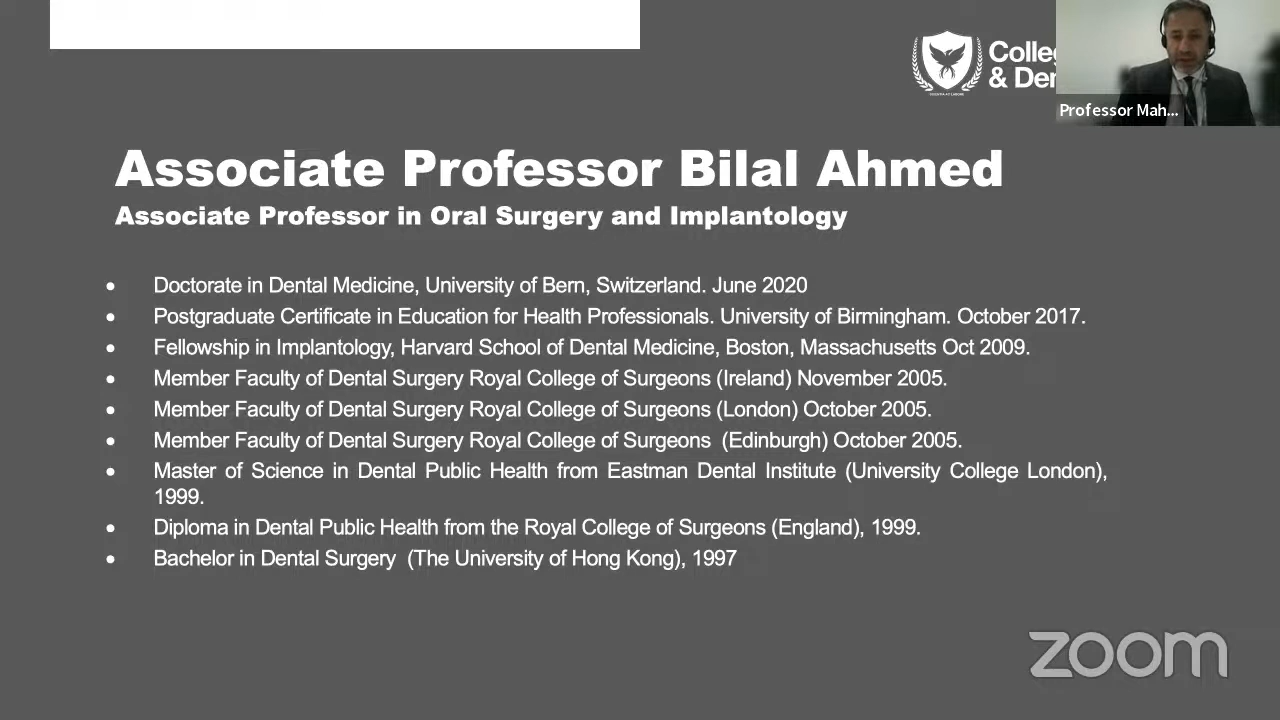 Colle
& De
Professor Mah...
Associate Professor Bilal Ahmed
Associate Professor in Oral Surgery and Implantology
• Doctorate in Dental Medicine, University of Bern, Switzerland. June 2020
• Postgraduate Certificate in Education for Health Professionals. University of Birmingham. October 2017.
• Fellowship in Implantology, Harvard School of Dental Medicine, Boston, Massachusetts Oct 2009.
• Member Faculty of Dental Surgery Royal College of Surgeons (Ireland) November 2005.
• Member Faculty of Dental Surgery Royal College of Surgeons (London) October 2005.
• Member Faculty of Dental Surgery Royal College of Surgeons (Edinburgh) October 2005.
• Master of Science in Dental Public Health from Eastman Dental Institute (University College London),
1999.
• Diploma in Dental Public Health from the Royal College of Surgeons (England), 1999.
• Bachelor in Dental Surgery (The University of Hong Kong), 1997
zoom